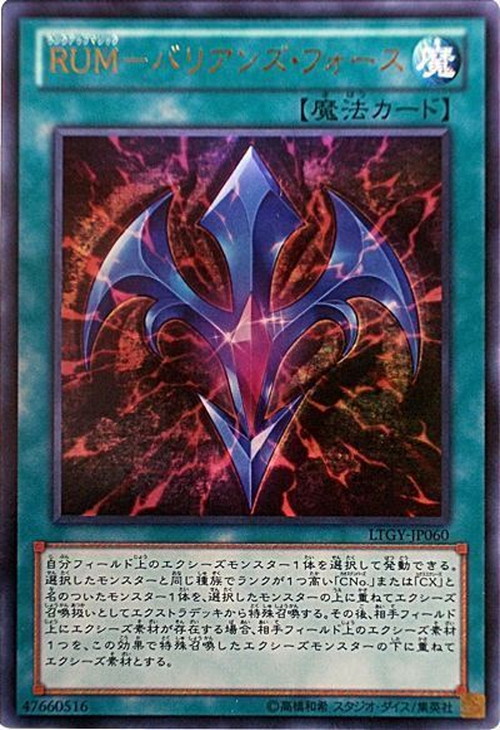 ランクアップマジック
RUM－バリアンズ・フォース
魔
【魔法カード】
LTGY-JP060
自分フィールド上のエクシーズモンスター１体を選択して発動できる。
選択したモンスターと同じ種族でランクが１つ高い「CNo.」または「CX」と
名のついたモンスター１体を、選択したモンスターの上に重ねてエクシーズ
召喚扱いとしてエクストラデッキから特殊召喚する。その後、相手フィールド
上にエクシーズ素材が存在する場合、相手フィールド上のエクシーズ素材
１つを、この効果で特殊召喚したエクシーズモンスターの下に重ねて
エクシーズ素材とする。
47660516
©高橋和希 スタジオ・ダイス/集英社